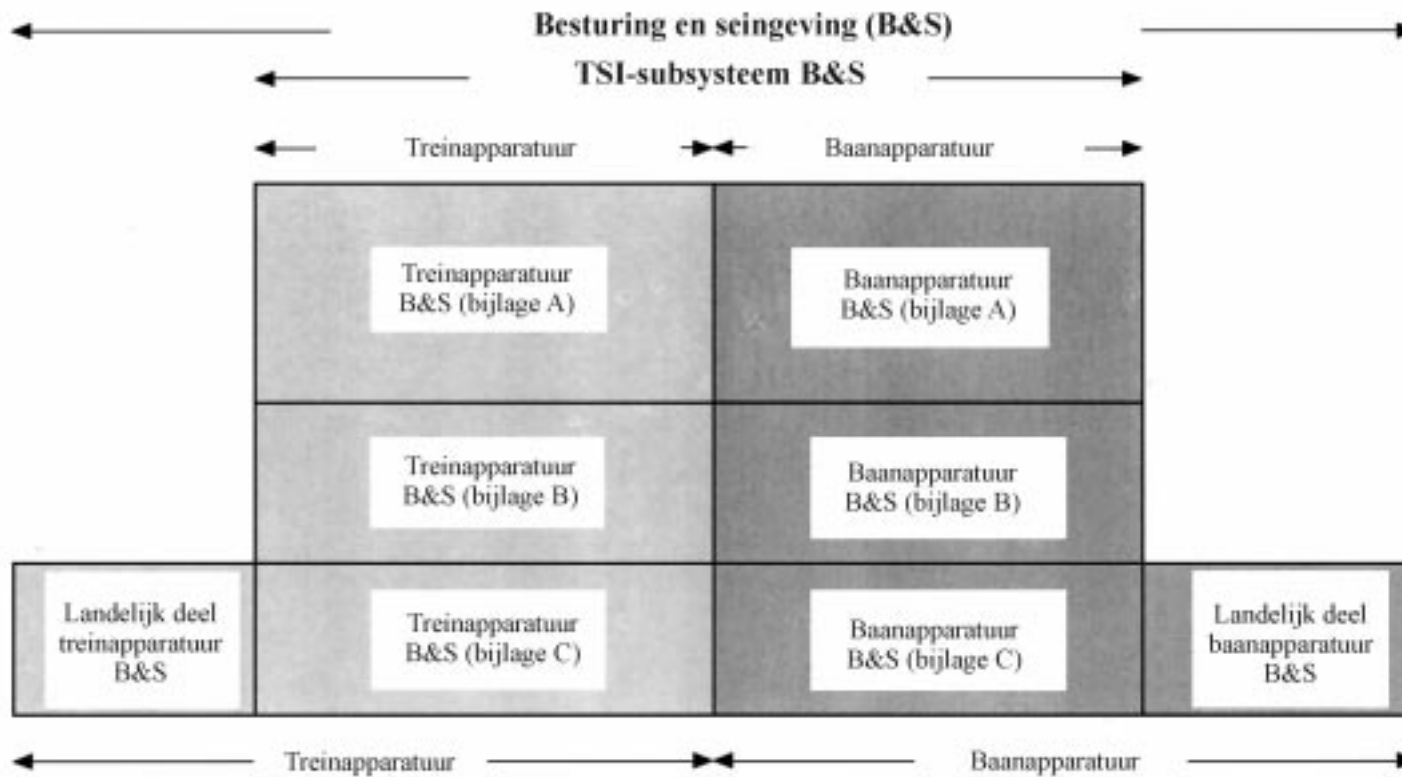 Besturing en seingeving (B&S)
TSI-subsysteem B&S
Treinapparatuur
Baanapparatuur
Treinapparatuur
B&S (bijlage A)
Baanapparatuur
B&S (bijlage A)
Treinapparatuur
B&S (bijlage B)
Baanapparatuur
B&S (bijlage B)
Landelijk deel
treinapparatuur
B&S
Treinapparatuur
B&S (bijlage C)
Baanapparatuur
B&S (bijlage C)
Landelijk deel
baanapparatuur
B&S
Treinapparatuur
Baanapparatuur